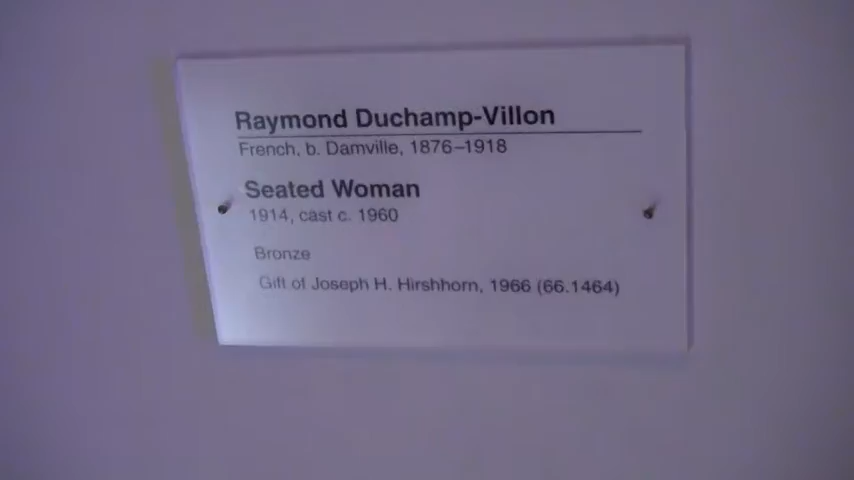 Raymond Duchamp-Villon
French, b. Damville, 1876–1918
Seated Woman
1914, cast c. 1960
Bronze
Gift of Joseph H. Hirshhorn, 1966 (66.1464)